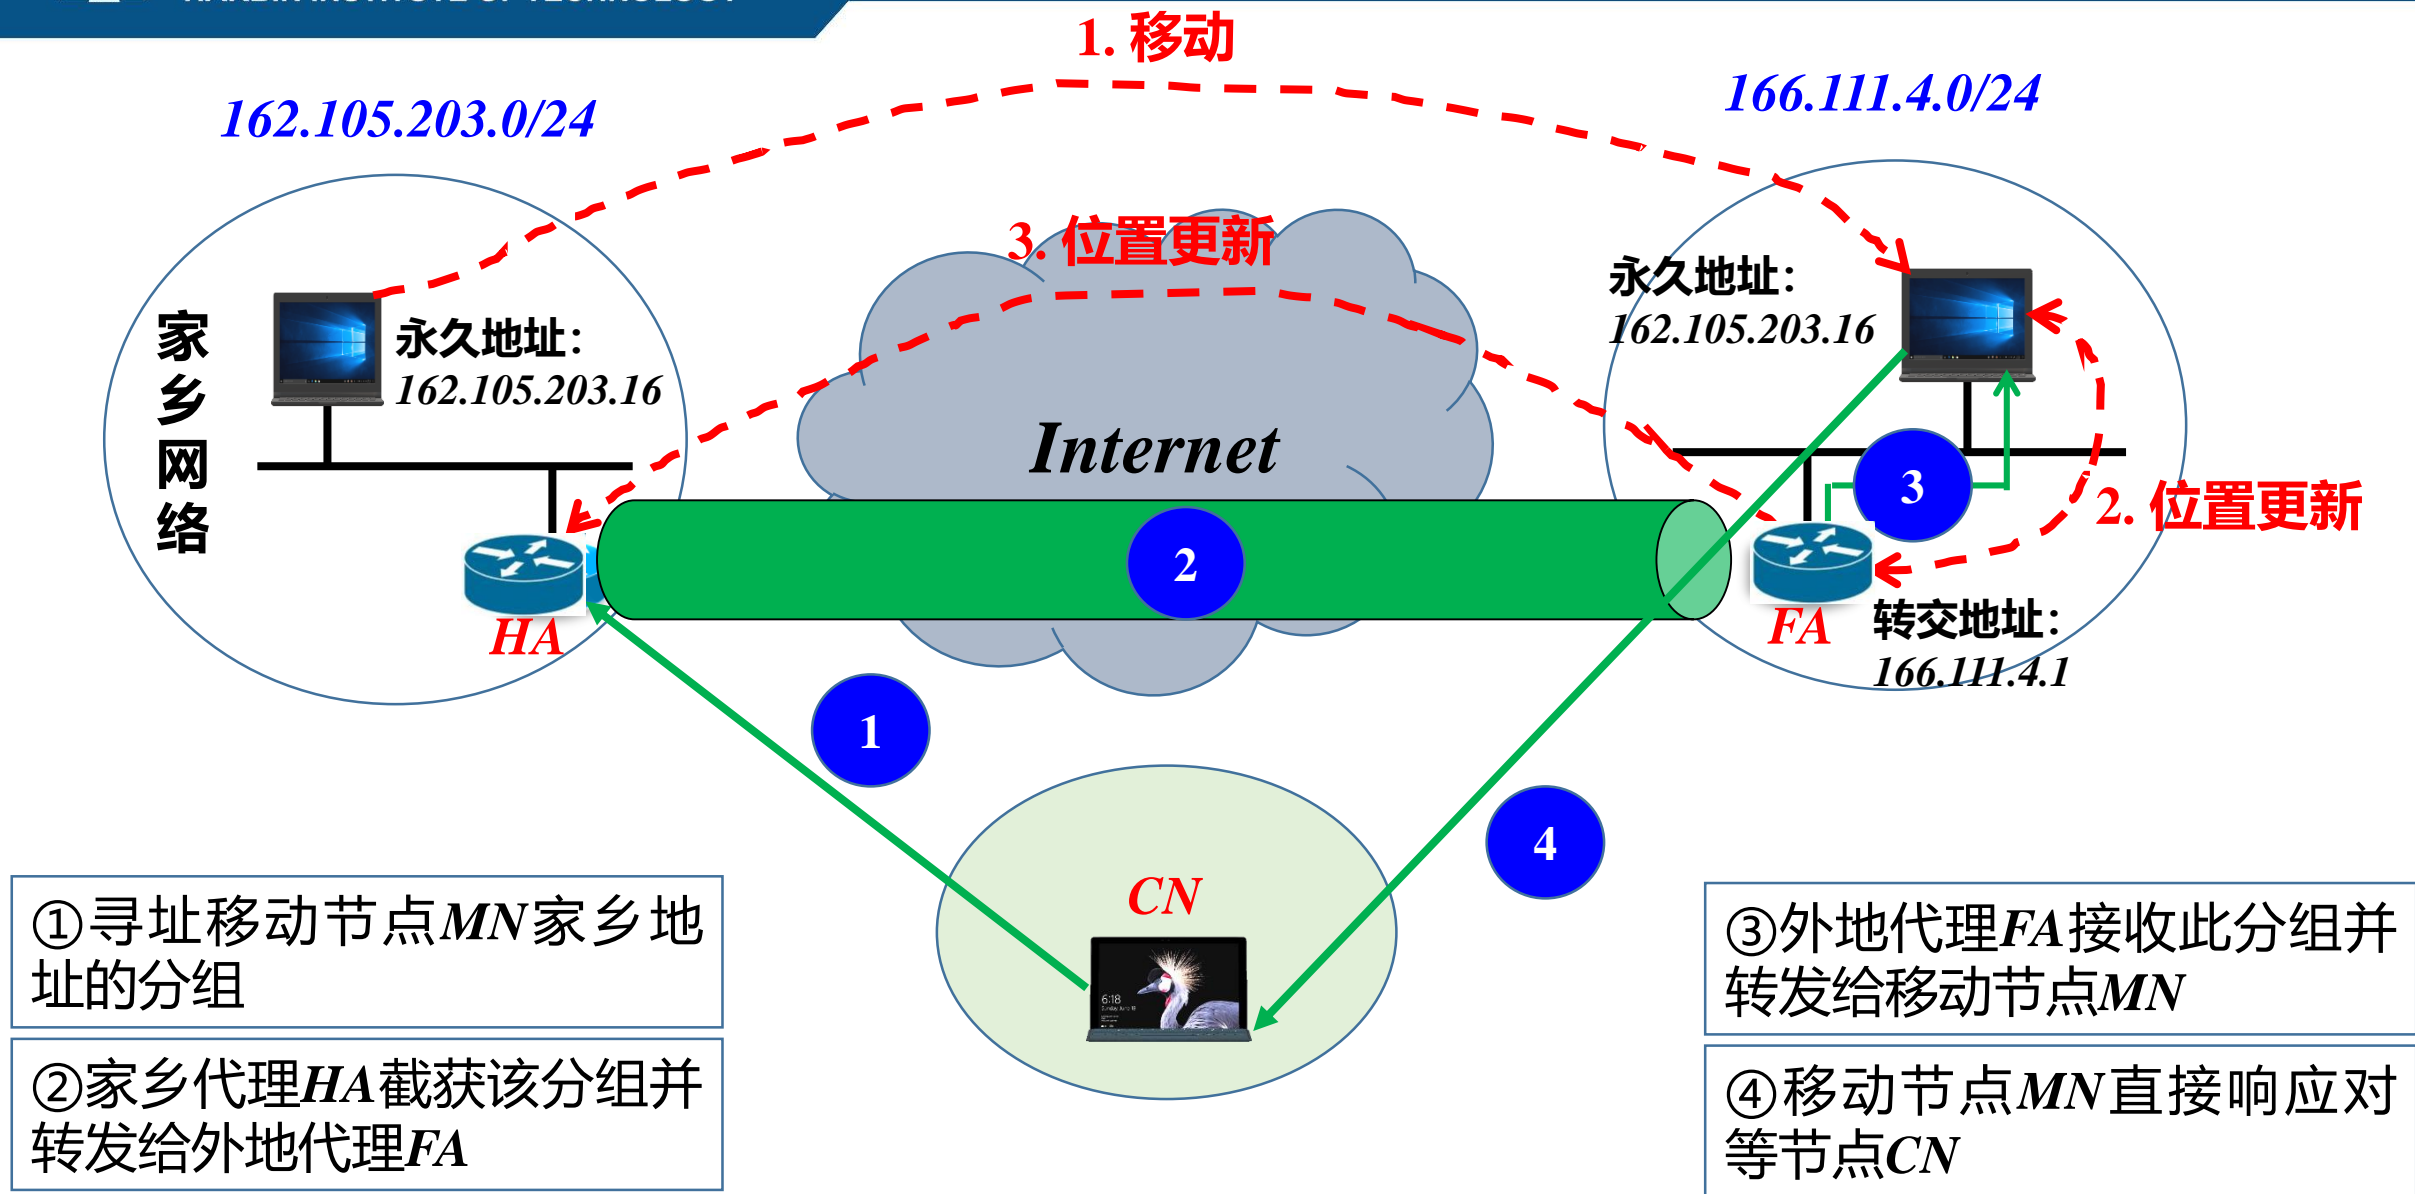 1. 移动
162.105.203.0/24
166.111.4.0/24
3. 位置更新
家乡网络
永久地址：
162.105.203.16
永久地址：
162.105.203.16
Internet
3
2. 位置更新
2
HA
FA
转交地址：
166.111.4.1
1
4
CN
6:18
①寻址移动节点MN家乡地
址的分组
②家乡代理HA截获该分组并
转发给外地代理FA
③外地代理FA接收此分组并
转发给移动节点MN
④移动节点MN直接响应对
等节点CN